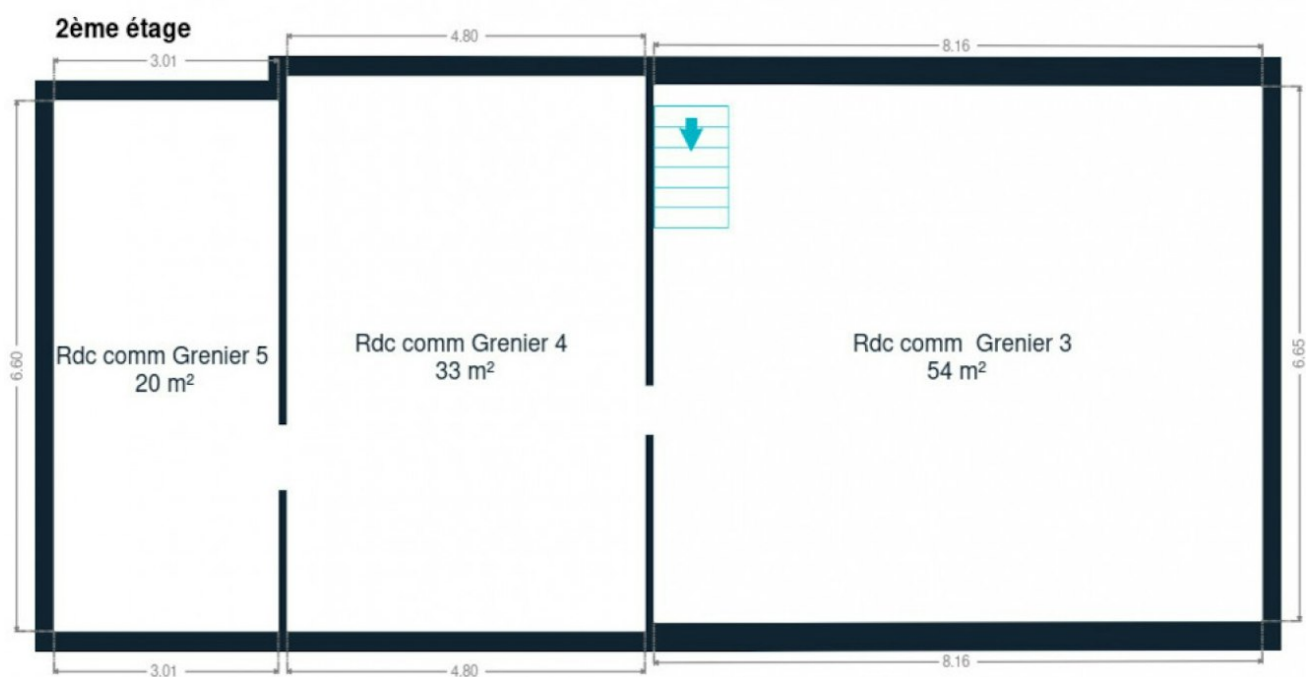 2ème étage
3.01
4.80
8.16
6.60
Rdc comm Grenier 5
20 m²
Rdc comm Grenier 4
33 m²
Rdc comm Grenier 3
54 m²
6.65
3.01
4.80
8.16